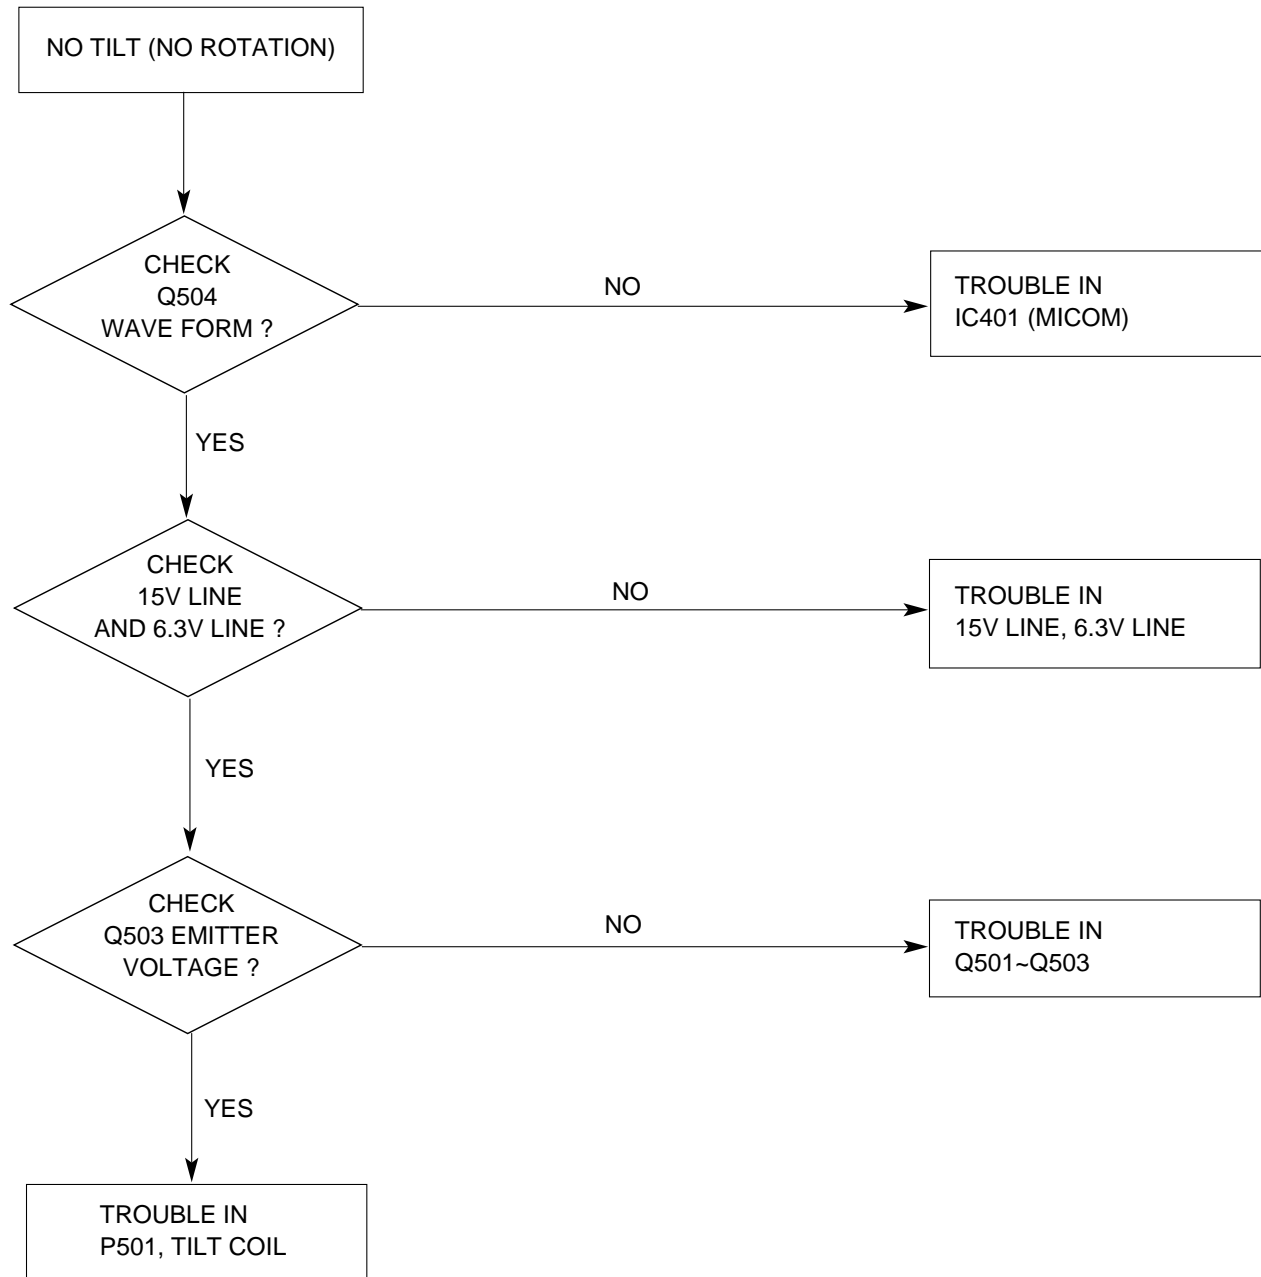 NO TILT (NO ROTATION)
CHECK
Q504
WAVE FORM ?
NO
TROUBLE IN
IC401 (MICOM)
YES
CHECK
15V LINE
AND 6.3V LINE ?
NO
TROUBLE IN
15V LINE, 6.3V LINE
YES
CHECK
Q503 EMITTER
VOLTAGE ?
NO
TROUBLE IN
Q501~Q503
YES
TROUBLE IN
P501, TILT COIL